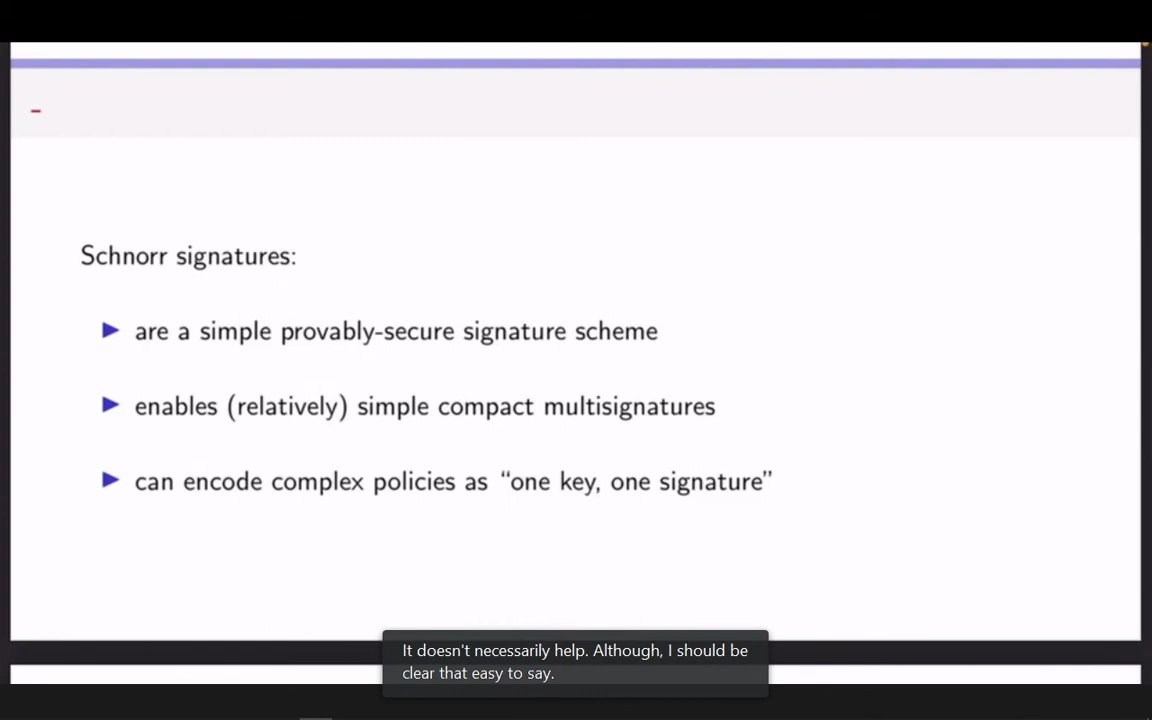 -
Schnorr signatures:
▶ are a simple provably-secure signature scheme
▶ enables (relatively) simple compact multisignatures
▶ can encode complex policies as “one key, one signature”
It doesn't necessarily help. Although, I should be
clear that easy to say.